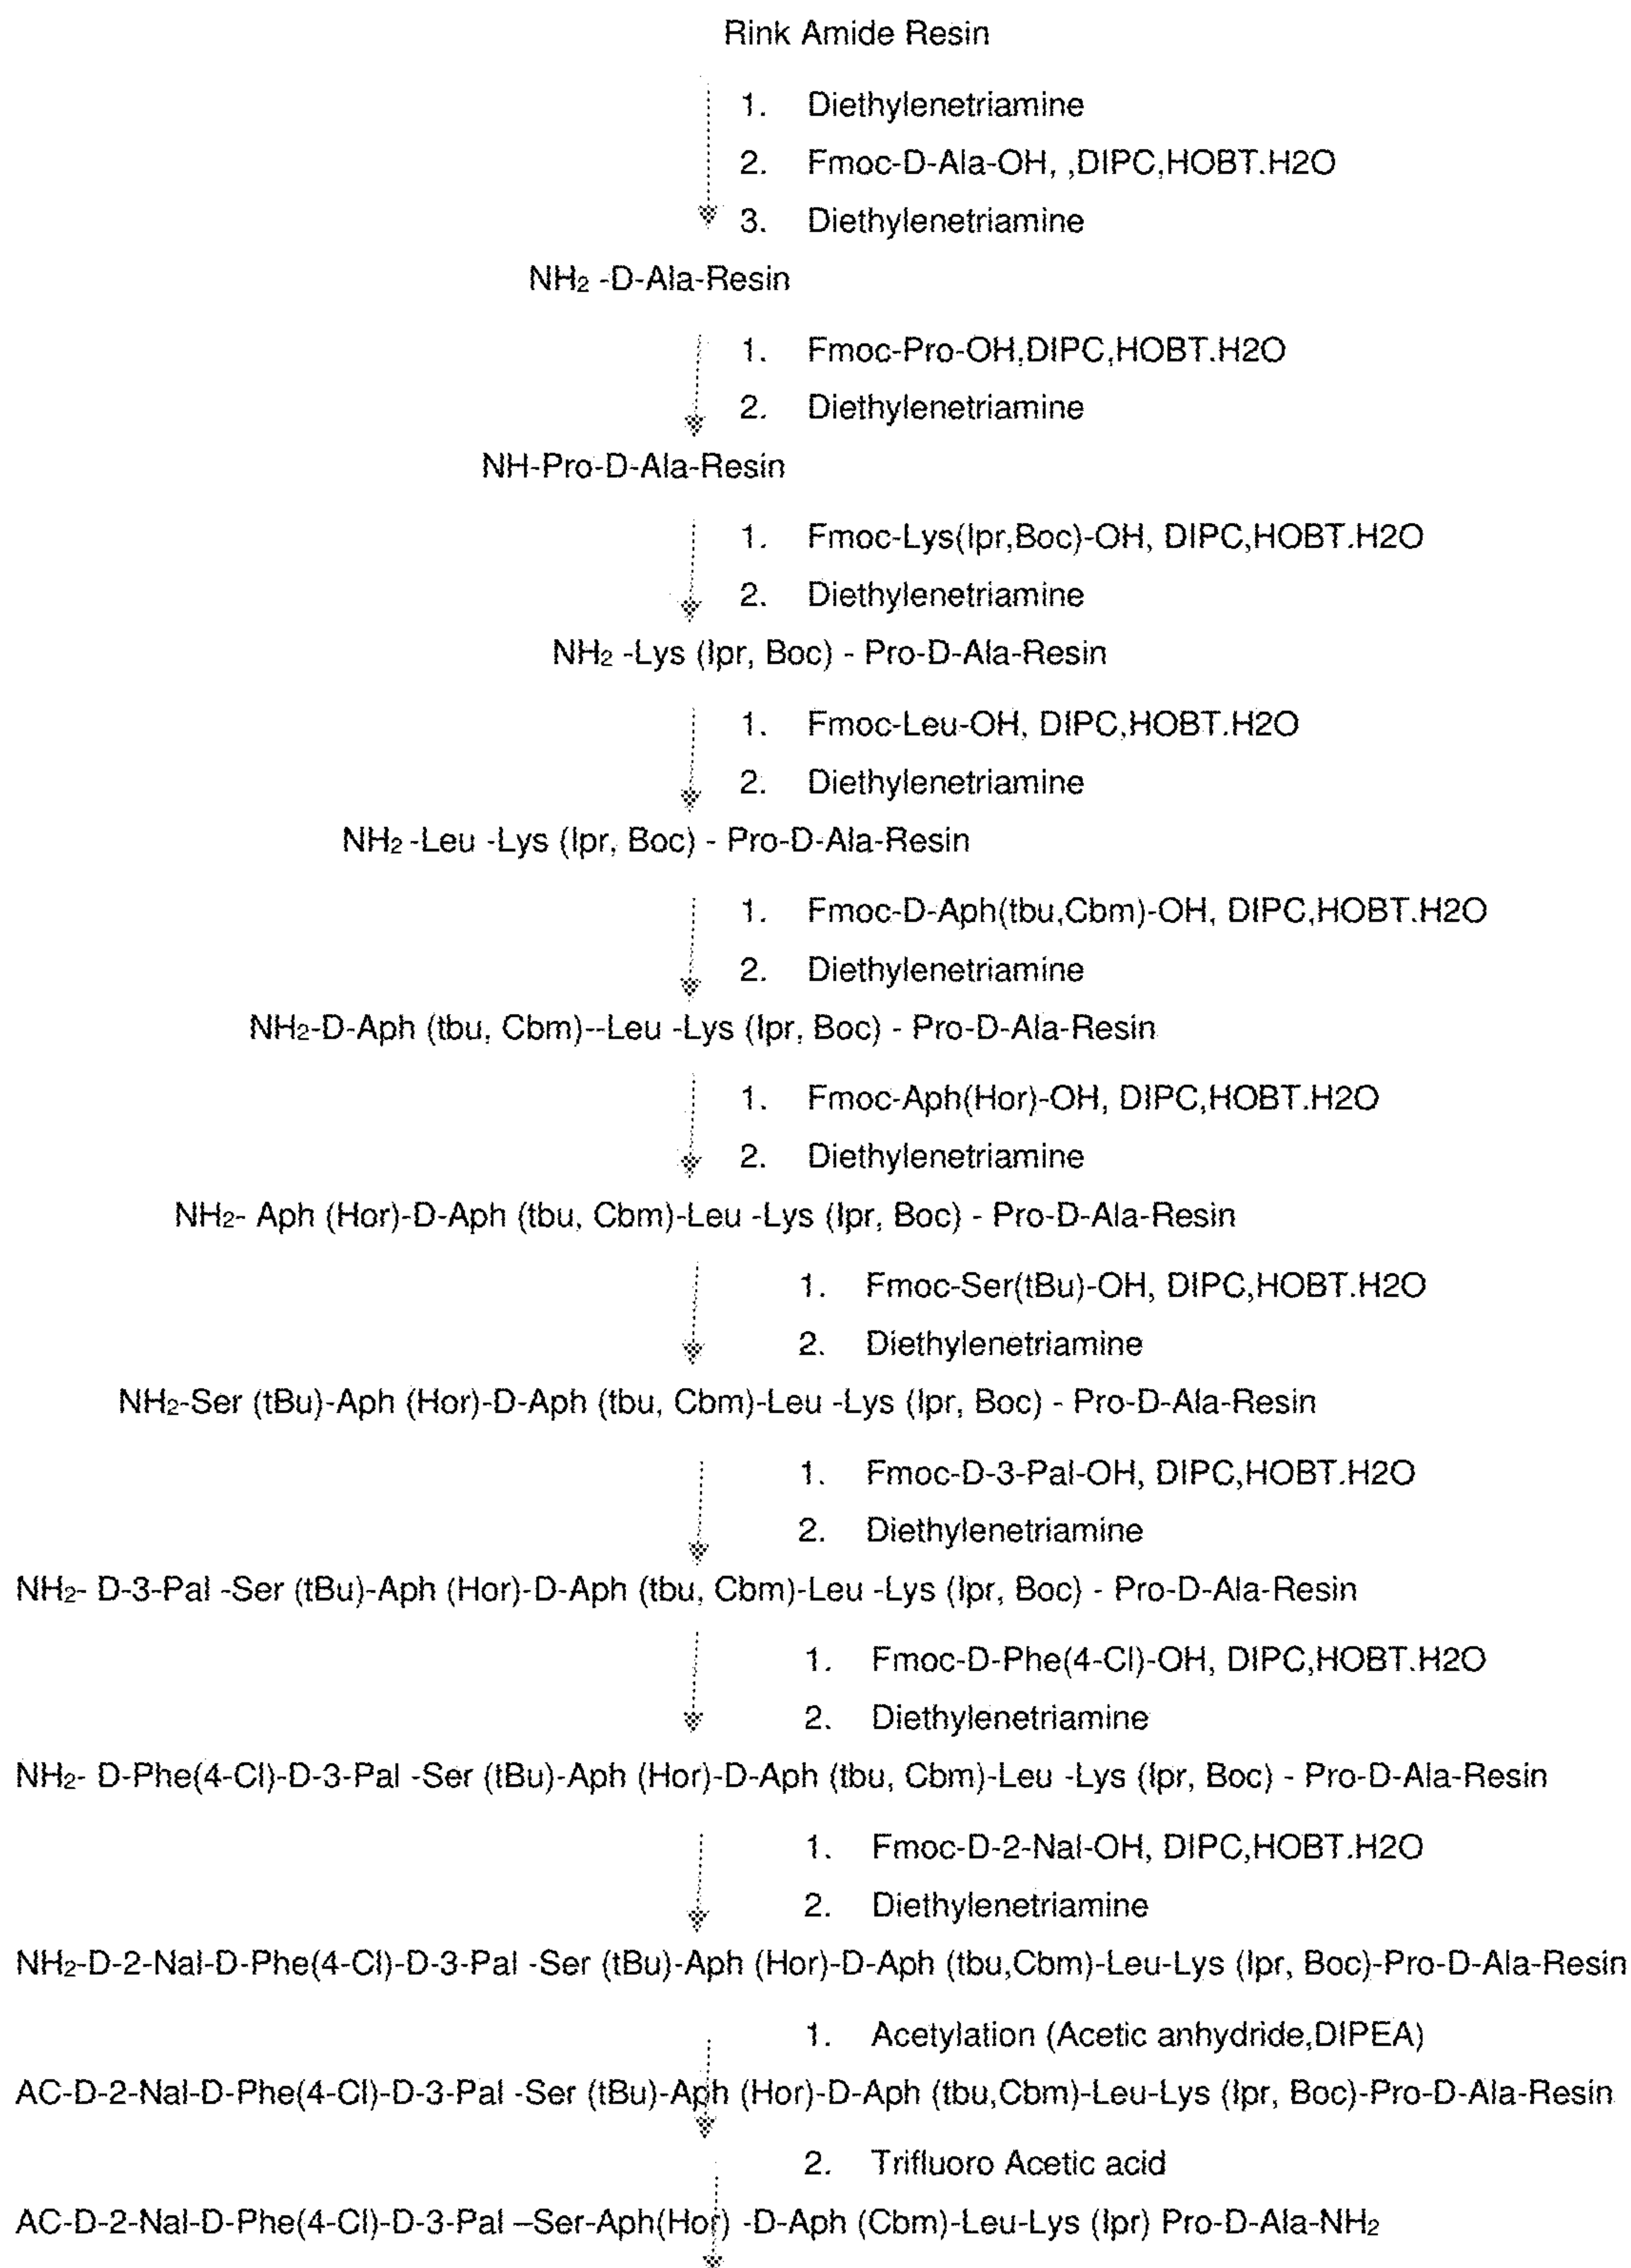 Rink Amide Resin
1. Diethylenetriamine
2. Fmoc-D-Ala-OH, ,DIPC,HOBT.H2O
3. Diethylenetriamine
NH2 -D-Ala-Resin
1. Fmoc-Pro-OH,DIPC,HOBT.H2O
2. Diethylenetriamine
NH-Pro-D-Ala-Resin
1. Fmoc-Lys(Ipr,Boc)-OH, DIPC,HOBT.H2O
2. Diethylenetriamine
NH2 -Lys (Ipr, Boc) - Pro-D-Ala-Resin
1. Fmoc-Leu-OH, DIPC,HOBT.H2O
2. Diethylenetriamine
NH2 -Leu -Lys (Ipr, Boc) - Pro-D-Ala-Resin
1. Fmoc-D-Aph(tbu,Cbm)-OH, DIPC,HOBT.H2O
2. Diethylenetriamine
NH2-D-Aph (tbu, Cbm)--Leu -Lys (Ipr, Boc) - Pro-D-Ala-Resin
1. Fmoc-Aph(Hor)-OH, DIPC,HOBT.H2O
2. Diethylenetriamine
NH2- Aph (Hor)-D-Aph (tbu, Cbm)-Leu -Lys (Ipr, Boc) - Pro-D-Ala-Resin
1. Fmoc-Ser(tBu)-OH, DIPC,HOBT.H2O
2. Diethylenetriamine
NH2-Ser (tBu)-Aph (Hor)-D-Aph (tbu, Cbm)-Leu -Lys (Ipr, Boc) - Pro-D-Ala-Resin
1. Fmoc-D-3-Pal-OH, DIPC,HOBT.H2O
2. Diethylenetriamine
NH2- D-3-Pal -Ser (tBu)-Aph (Hor)-D-Aph (tbu, Cbm)-Leu -Lys (Ipr, Boc) - Pro-D-Ala-Resin
1. Fmoc-D-Phe(4-Cl)-OH, DIPC,HOBT.H2O
2. Diethylenetriamine
NH2- D-Phe(4-Cl)-D-3-Pal -Ser (tBu)-Aph (Hor)-D-Aph (tbu, Cbm)-Leu -Lys (Ipr, Boc) - Pro-D-Ala-Resin
1. Fmoc-D-2-Nal-OH, DIPC,HOBT.H2O
2. Diethylenetriamine
NH2-D-2-Nal-D-Phe(4-Cl)-D-3-Pal -Ser (tBu)-Aph (Hor)-D-Aph (tbu,Cbm)-Leu-Lys (Ipr, Boc)-Pro-D-Ala-Resin
1. Acetylation (Acetic anhydride,DIPEA)
AC-D-2-Nal-D-Phe(4-Cl)-D-3-Pal -Ser (tBu)-Aph (Hor)-D-Aph (tbu,Cbm)-Leu-Lys (Ipr, Boc)-Pro-D-Ala-Resin
2. Trifluoro Acetic acid
AC-D-2-Nal-D-Phe(4-Cl)-D-3-Pal –Ser-Aph(Hor) -D-Aph (Cbm)-Leu-Lys (Ipr) Pro-D-Ala-NH2